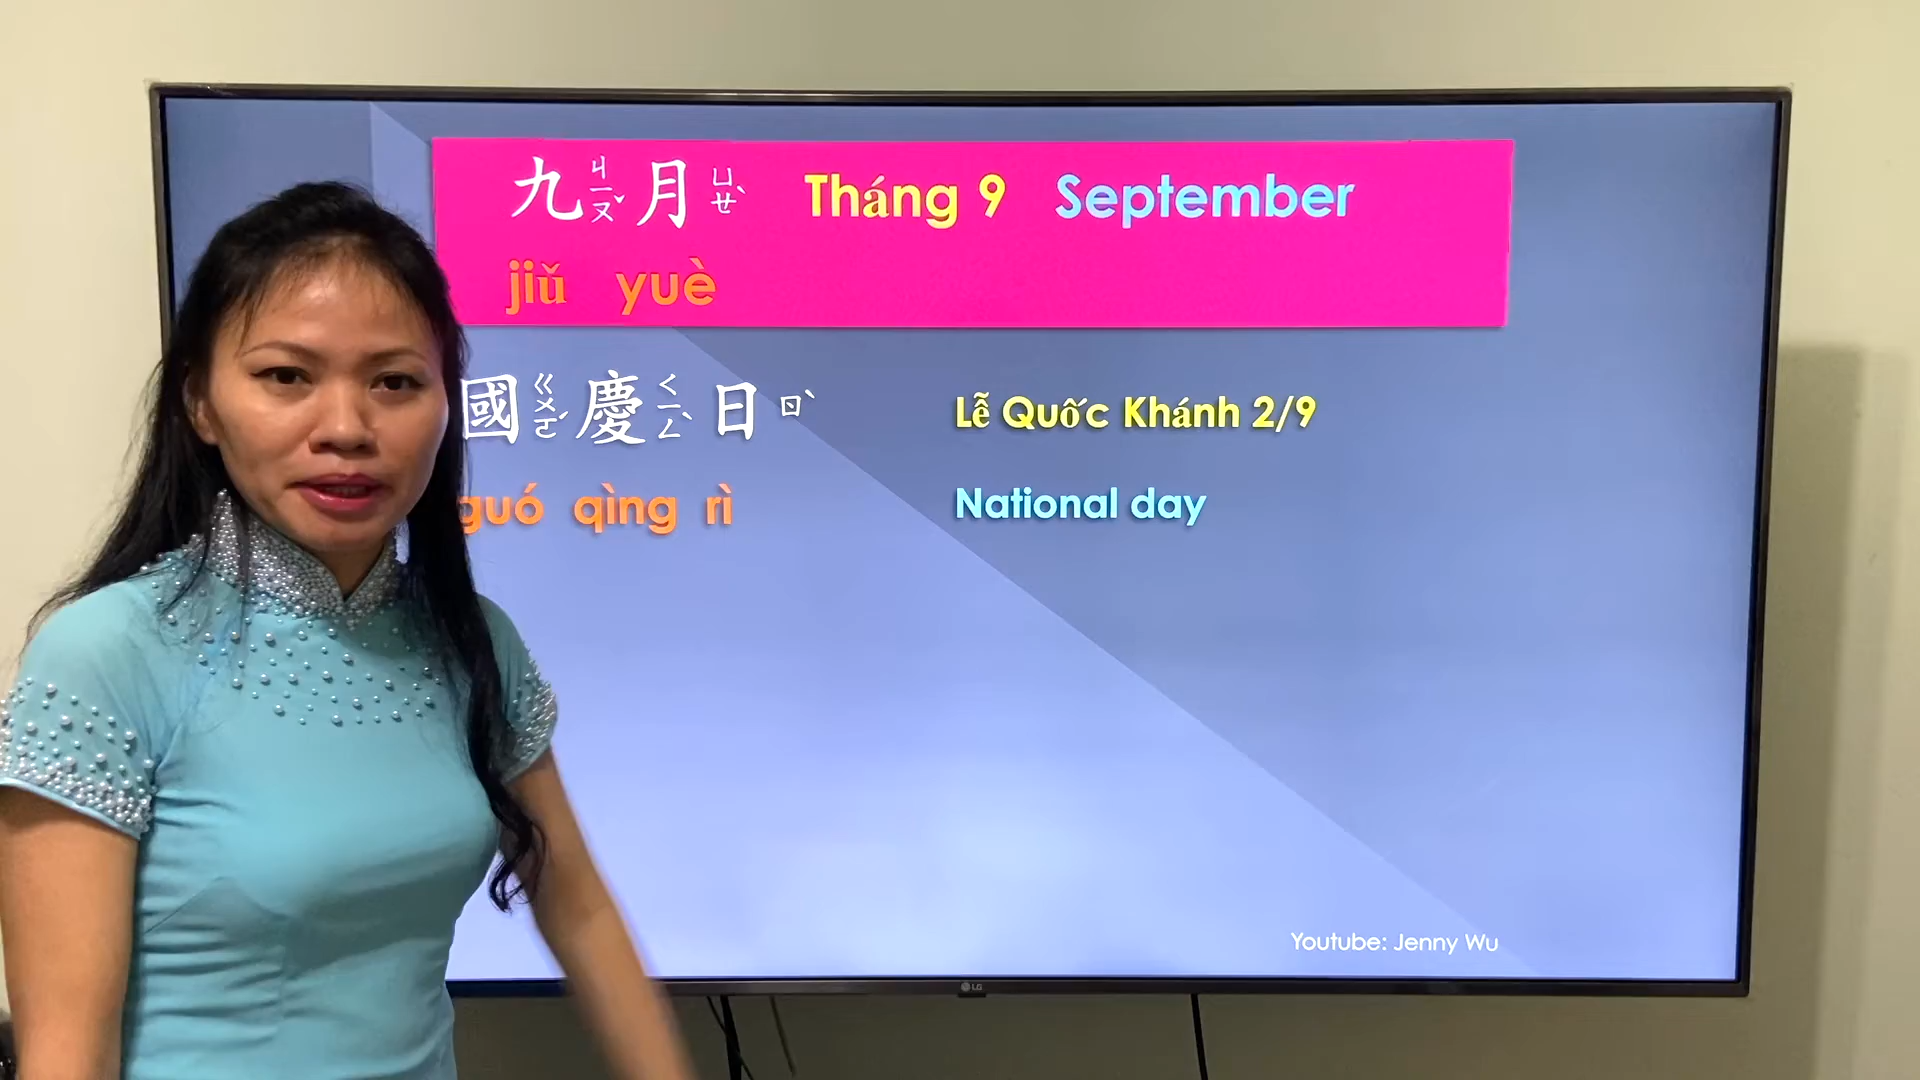 九ㄐㄧㄡˇ月ㄩㄝˋ Tháng 9 September
jiǔ yuè
國ㄍㄨㄛˊ慶ㄑㄧㄥˋ日ㄖˋ Lễ Quốc Khánh 2/9
guó qìng rì National day
Youtube: Jenny Wu
LG